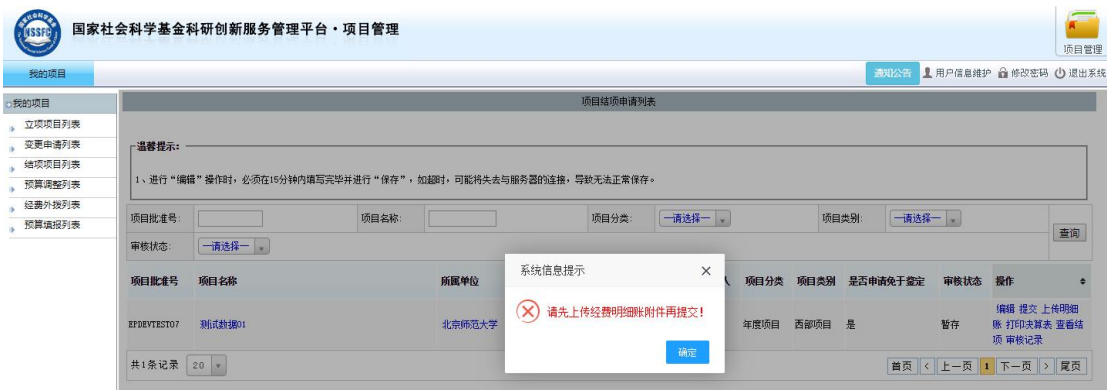 NSSFC
国家社会科学基金科研创新服务管理平台·项目管理
项目管理
我的项目
通知公告 用户信息维护 修改密码 退出系统
我的项目
立项项目列表
变更申请列表
结项项目列表
预算调整列表
经费外拨列表
预算填报列表
项目结项申请列表
温馨提示：
1、进行“编辑”操作时，必须在15分钟内填写完毕并进行“保存”，如超时，可能将失去与服务器的连接，导致无法正常保存。
项目批准号: 项目名称: 项目分类: 一请选择一 项目类别: 一请选择一
审核状态: 一请选择一
查询
项目批准号 项目名称 所属单位 人 项目分类 项目类别 是否申请免于鉴定 审核状态 操作
EPDEVTEST07 测试数据01 北京师范大学 年度项目 西部项目 是 暂存
编辑 提交 上传明细
账 打印决算表 查看结
项 审核记录
共1条记录 20
首页 < 上一页 1 下一页 > 尾页
系统信息提示 ×
请先上传经费明细账附件再提交！
确定